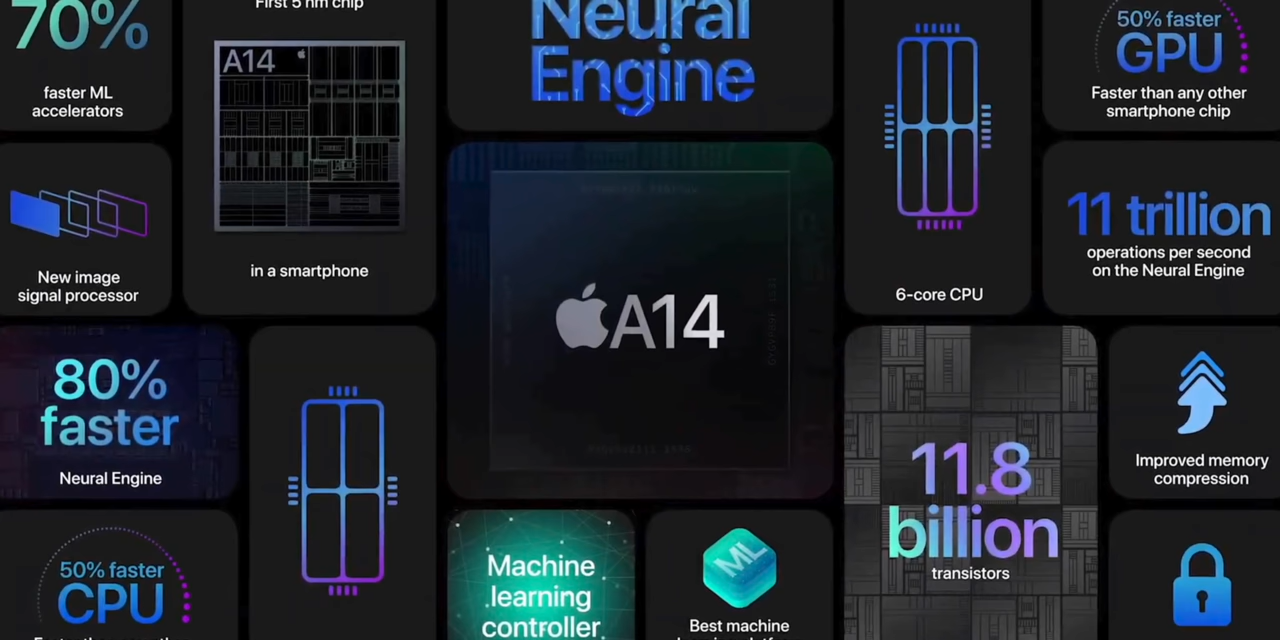 70%
faster ML
accelerators
First 5 nm chip
A14
in a smartphone
Neural
Engine
6-core CPU
50% faster
GPU
Faster than any other
smartphone chip
New image
signal processor
A14
11 trillion
operations per second
on the Neural Engine
80%
faster
Neural Engine
50% faster
CPU
Machine
learning
controller
ML
Best machine
11.8
billion
transistors
Improved memory
compression